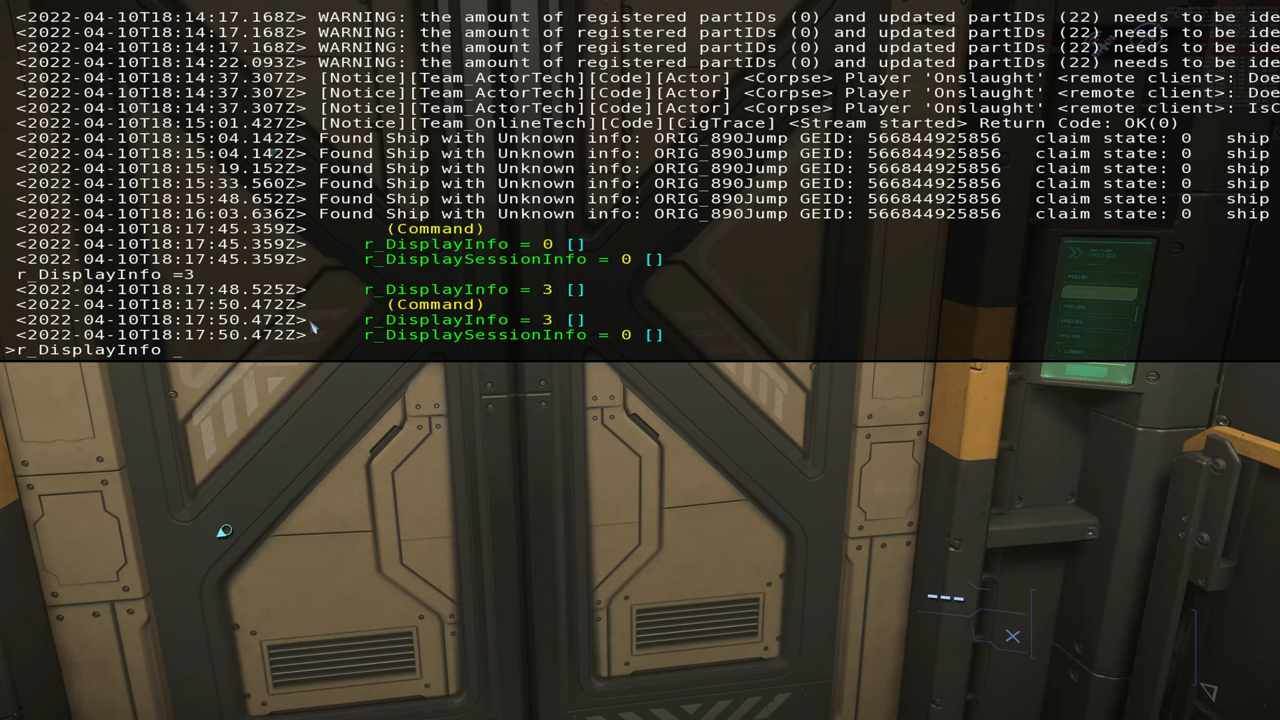 <2022-04-10T18:14:17.168Z> WARNING: the amount of registered partIDs (0) and updated partIDs (22) needs to be ide
<2022-04-10T18:14:17.168Z> WARNING: the amount of registered partIDs (0) and updated partIDs (22) needs to be ide
<2022-04-10T18:14:17.168Z> WARNING: the amount of registered partIDs (0) and updated partIDs (22) needs to be ide
<2022-04-10T18:14:22.093Z> WARNING: the amount of registered partIDs (0) and updated partIDs (22) needs to be ide
<2022-04-10T18:14:37.307Z> [Notice][Team_ActorTech][Code][Actor] <Corpse> Player 'Onslaught' <remote client>: Doe
<2022-04-10T18:14:37.307Z> [Notice][Team_ActorTech][Code][Actor] <Corpse> Player 'Onslaught' <remote client>: Doe
<2022-04-10T18:14:37.307Z> [Notice][Team_ActorTech][Code][Actor] <Corpse> Player 'Onslaught' <remote client>: IsC
<2022-04-10T18:15:01.427Z> [Notice][Team_OnlineTech][Code][CigTrace] <Stream started> Return Code: OK(0)
<2022-04-10T18:15:04.142Z> Found Ship with Unknown info: ORIG_890Jump GEID: 566844925856 claim state: 0 ship
<2022-04-10T18:15:04.142Z> Found Ship with Unknown info: ORIG_890Jump GEID: 566844925856 claim state: 0 ship
<2022-04-10T18:15:19.152Z> Found Ship with Unknown info: ORIG_890Jump GEID: 566844925856 claim state: 0 ship
<2022-04-10T18:15:33.560Z> Found Ship with Unknown info: ORIG_890Jump GEID: 566844925856 claim state: 0 ship
<2022-04-10T18:15:48.652Z> Found Ship with Unknown info: ORIG_890Jump GEID: 566844925856 claim state: 0 ship
<2022-04-10T18:16:03.636Z> Found Ship with Unknown info: ORIG_890Jump GEID: 566844925856 claim state: 0 ship
<2022-04-10T18:17:45.359Z> (Command)
<2022-04-10T18:17:45.359Z> r_DisplayInfo = 0 []
<2022-04-10T18:17:45.359Z> r_DisplaySessionInfo = 0 []
r_DisplayInfo =3
<2022-04-10T18:17:48.525Z> r_DisplayInfo = 3 []
<2022-04-10T18:17:50.472Z> (Command)
<2022-04-10T18:17:50.472Z> r_DisplayInfo = 3 []
<2022-04-10T18:17:50.472Z> r_DisplaySessionInfo = 0 []
>r_DisplayInfo _
LOBBY